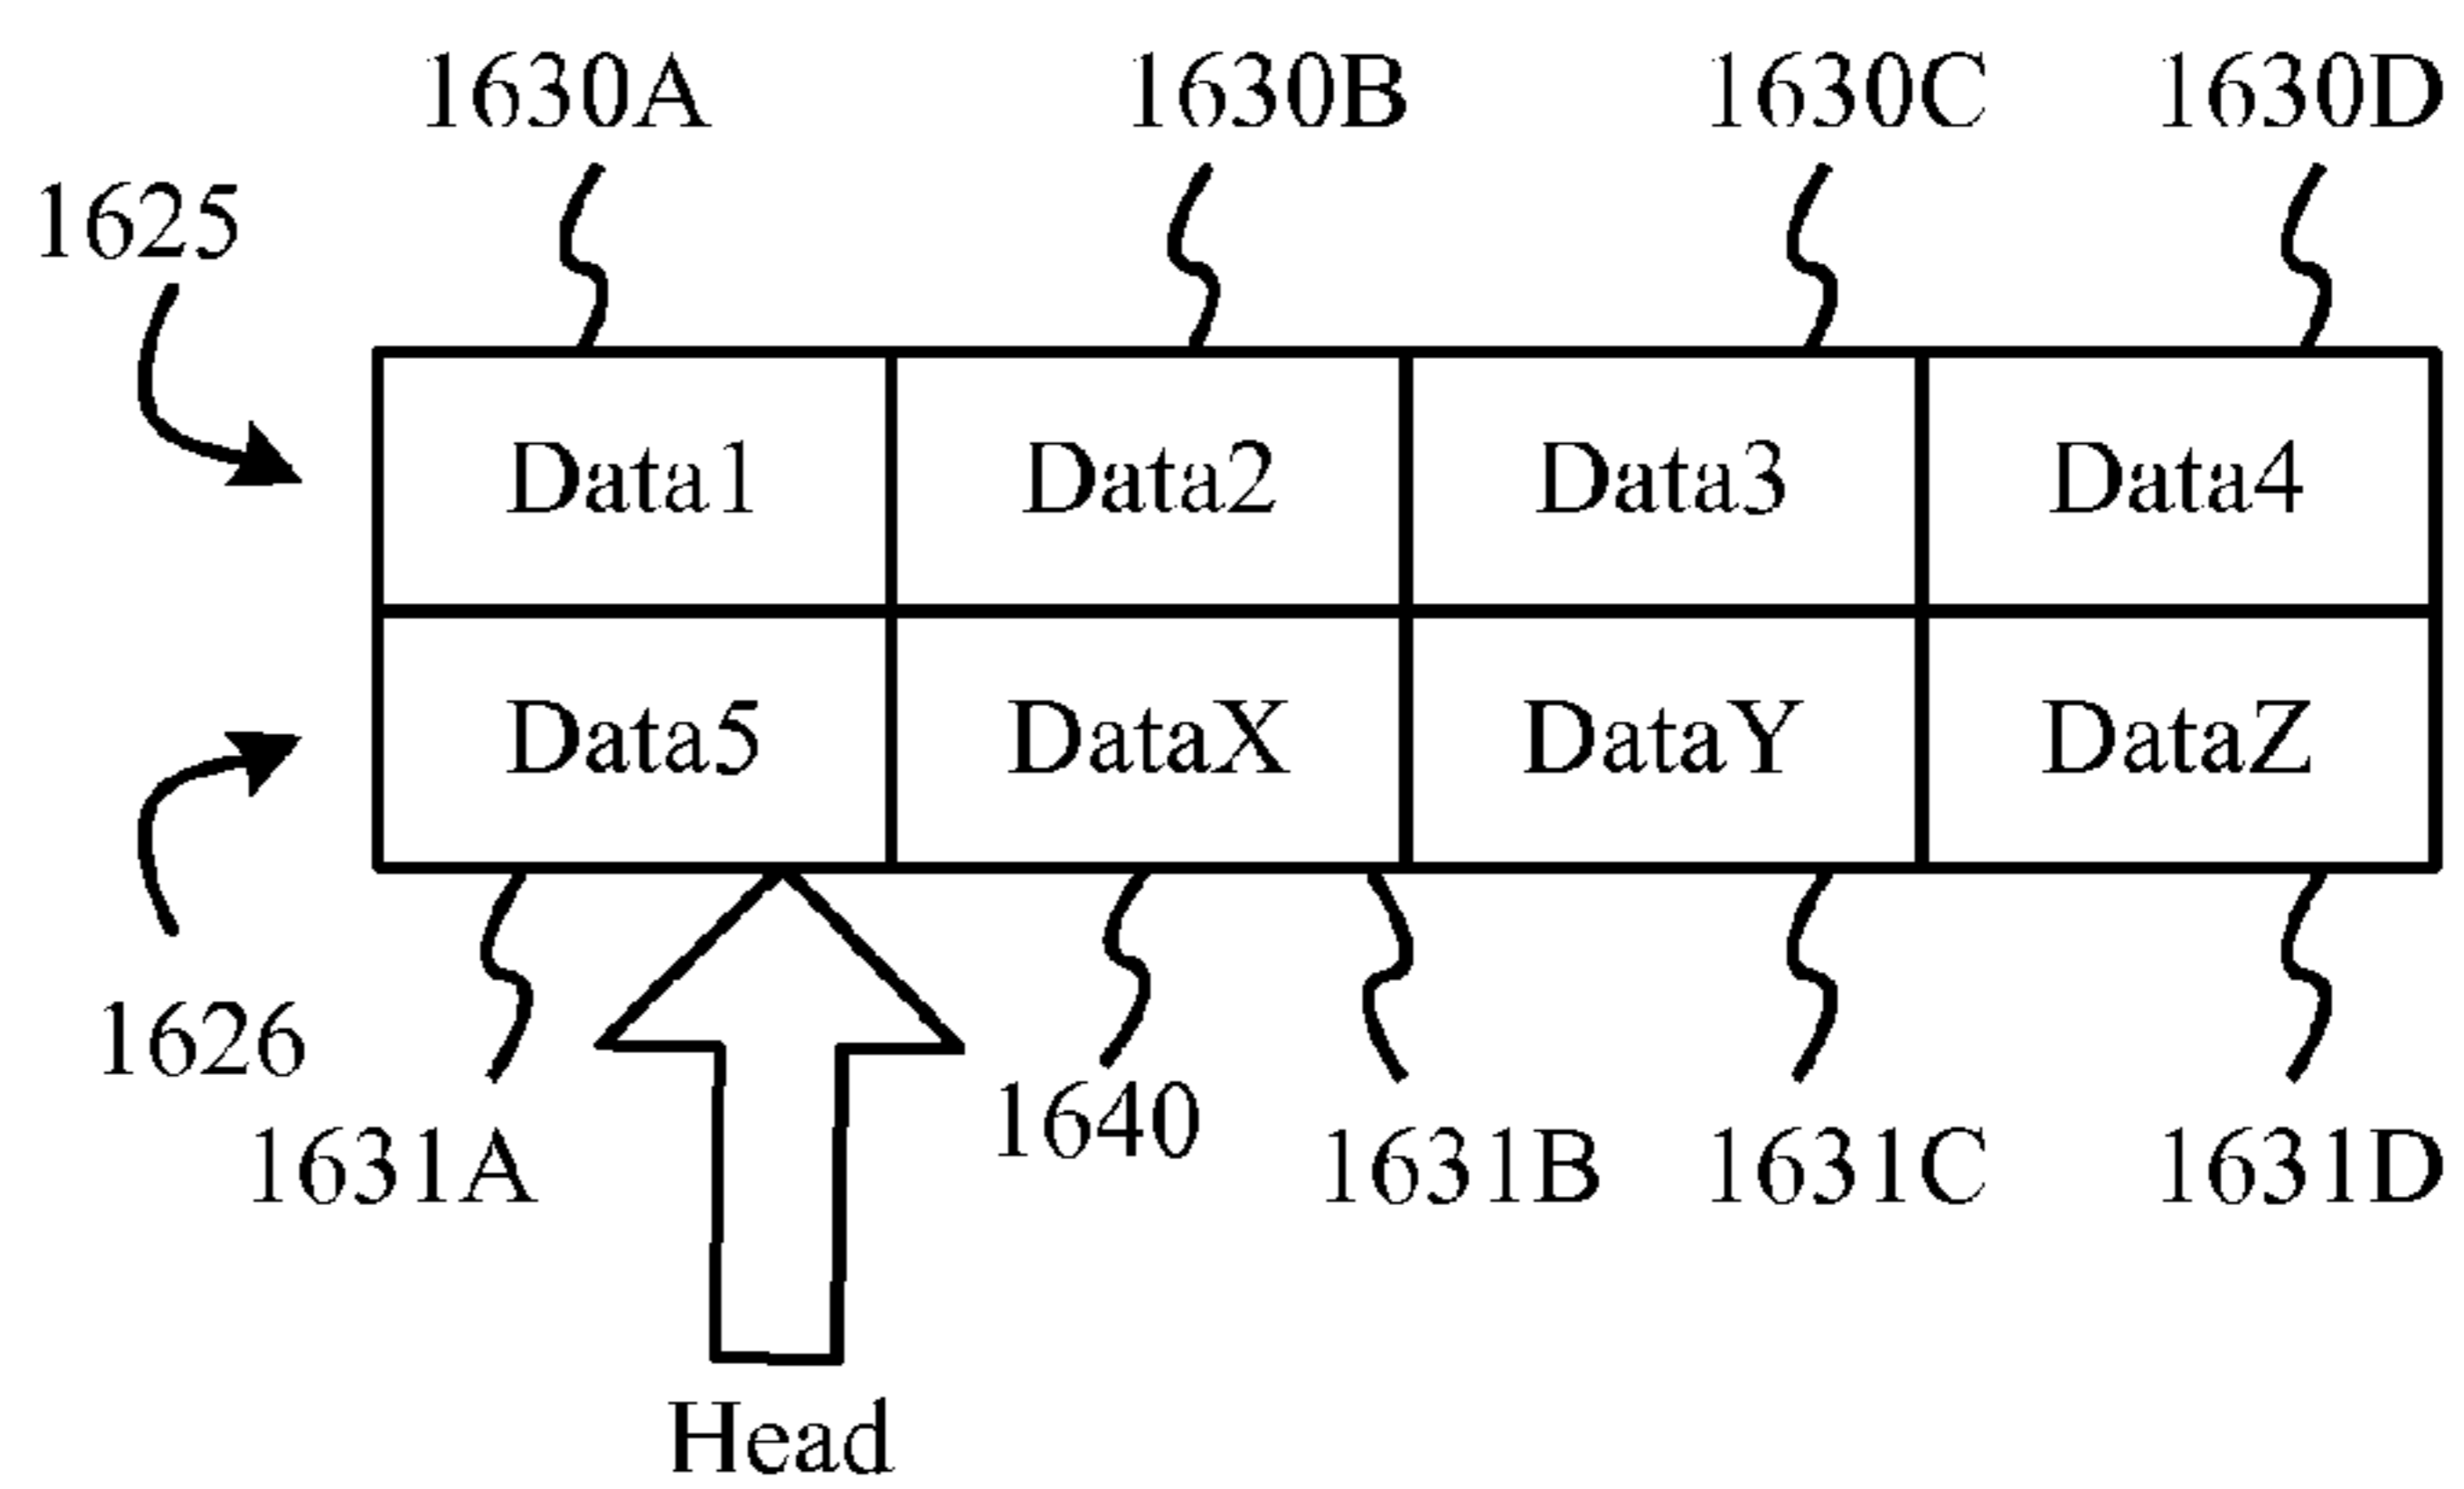 1630A 1630B 1630C 1630D
1625
Data1 Data2 Data3 Data4
Data5 DataX DataY DataZ
1626
1640
1631A 1631B 1631C 1631D
Head